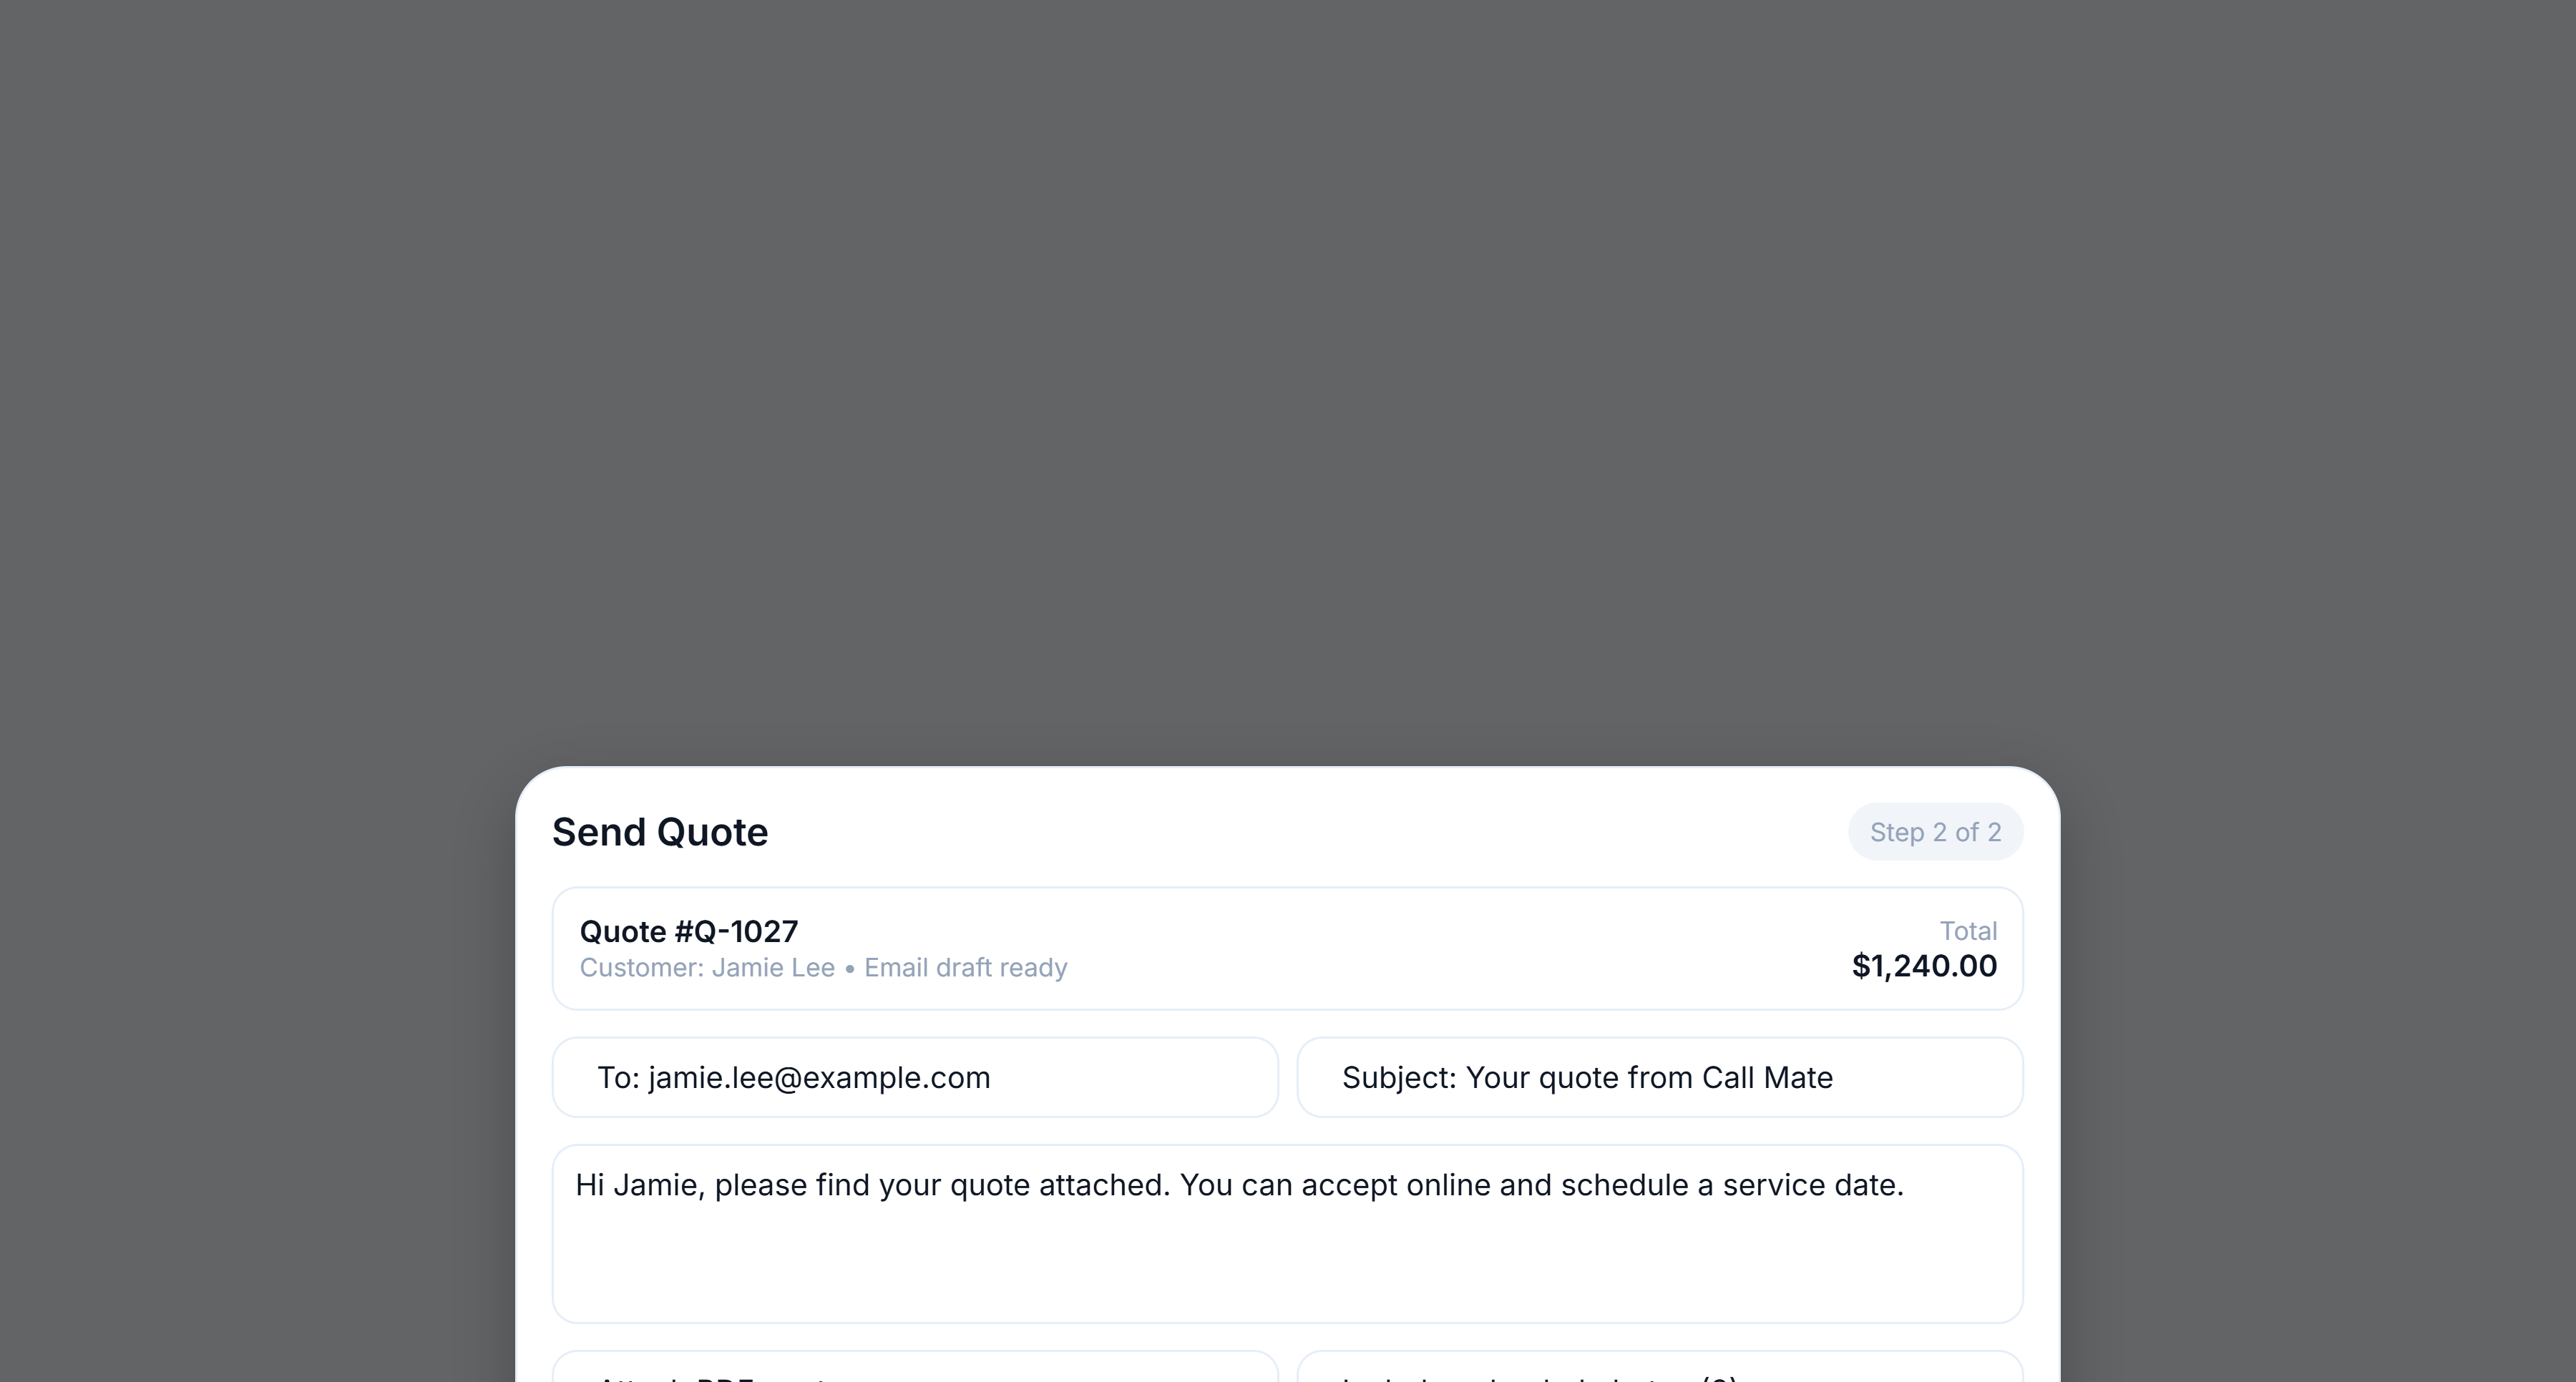 Send Quote
Step 2 of 2
Quote #Q-1027
Total
Customer: Jamie Lee • Email draft ready
$1,240.00
To: jamie.lee@example.com
Subject: Your quote from Call Mate
Hi Jamie, please find your quote attached. You can accept online and schedule a service date.